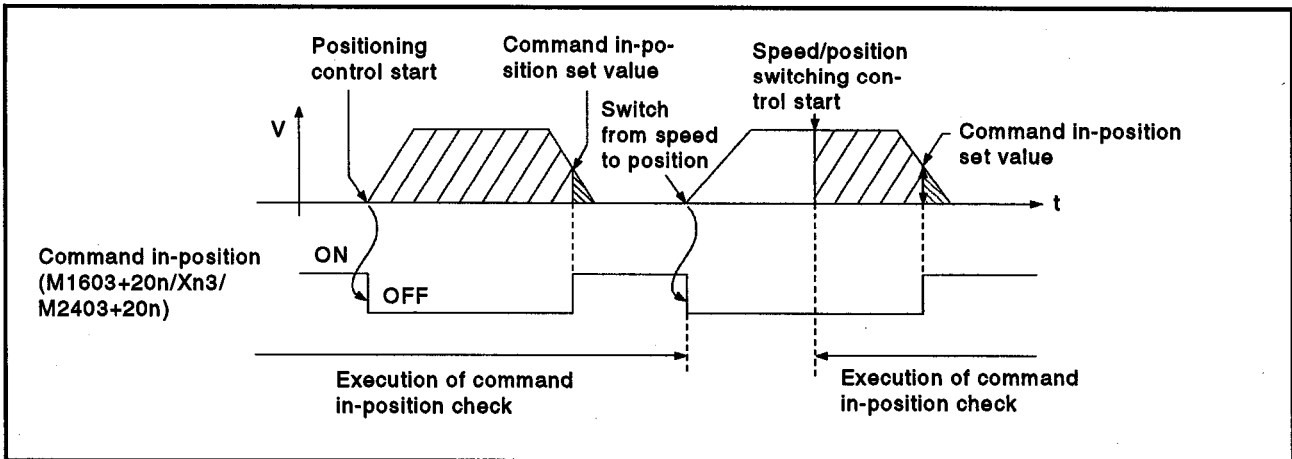 Positioning
control start
Command in-po-
sition set value
Speed/position
switching con-
trol start
Switch
from speed
to position
Command in-position
set value
V
t
Command in-position
(M1603+20n/Xn3/
M2403+20n)
ON
OFF
Execution of command
in-position check
Execution of command
in-position check